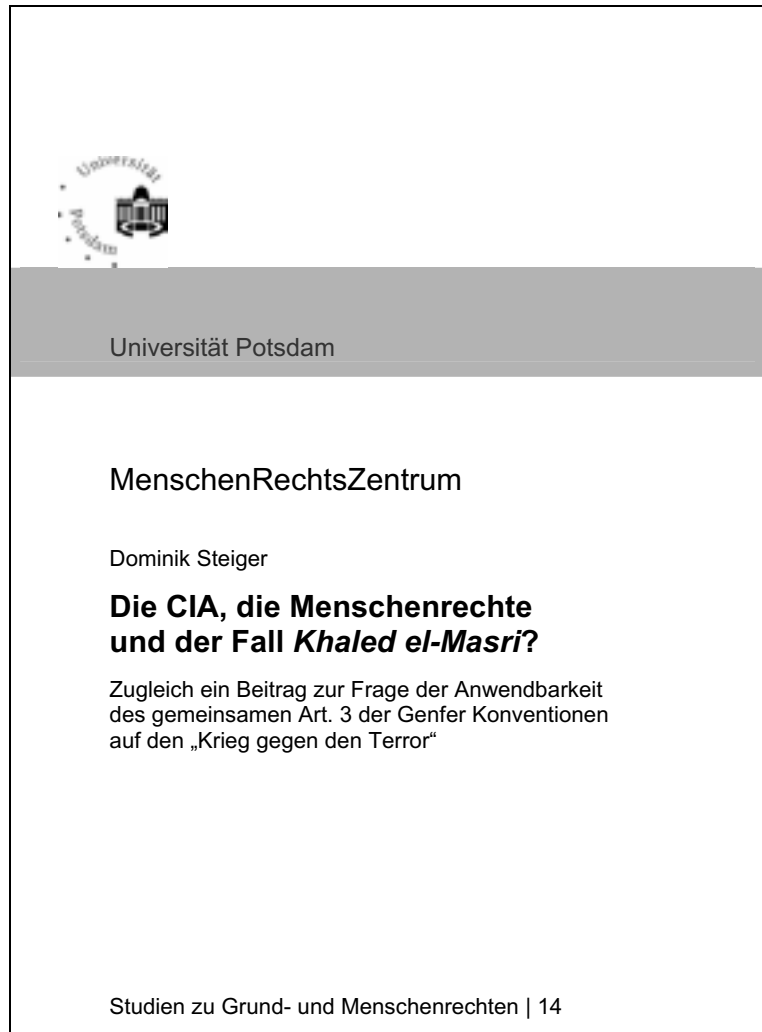 Universität
Potsdam
Universität Potsdam
MenschenRechtsZentrum
Dominik Steiger
Die CIA, die Menschenrechte
und der Fall Khaled el-Masri?
Zugleich ein Beitrag zur Frage der Anwendbarkeit
des gemeinsamen Art. 3 der Genfer Konventionen
auf den „Krieg gegen den Terror“
Studien zu Grund- und Menschenrechten | 14